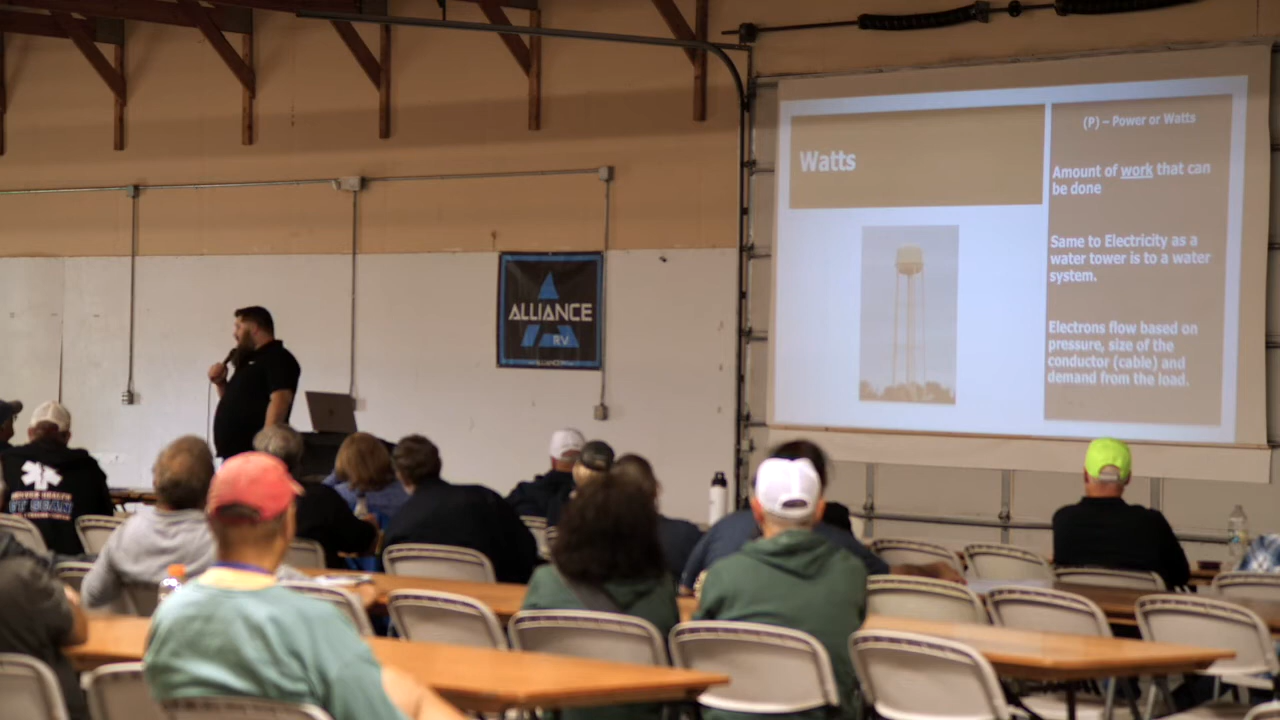 Watts
(P) – Power or Watts
Amount of work that can
be done
Same to Electricity as a
water tower is to a water
system.
Electrons flow based on
pressure, size of the
conductor (cable) and
demand from the load.
ALLIANCE
RV